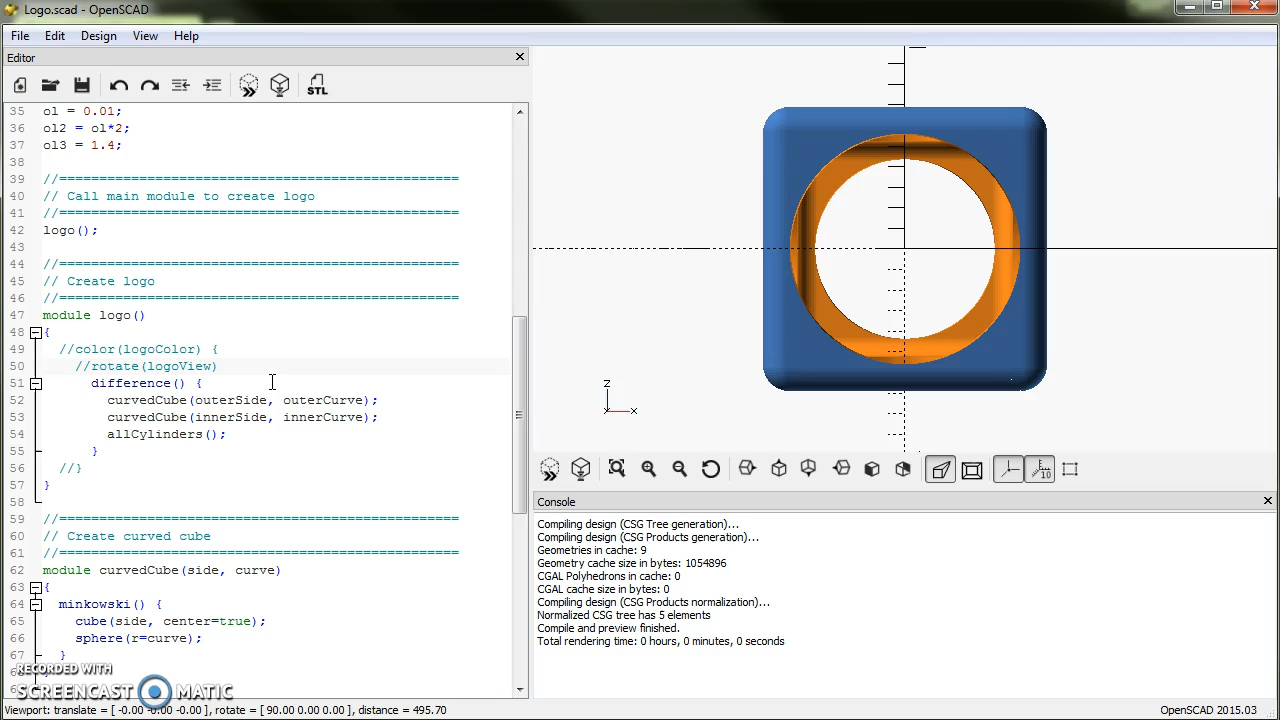 Logo.scad - OpenSCAD
File Edit Design View Help
Editor
STL
35 ol = 0.01;
36 ol2 = ol*2;
37 ol3 = 1.4;
38
39 //==================================================
40 // Call main module to create logo
41 //==================================================
42 logo();
43
44 //==================================================
45 // Create logo
46 //==================================================
47 module logo()
48 {
49 //color(logoColor) {
50 //rotate(logoView)
51 difference() {
52 curvedCube(outerSide, outerCurve);
53 curvedCube(innerSide, innerCurve);
54 allCylinders();
55 }
56 //}
57 }
58
59 //==================================================
60 // Create curved cube
61 //==================================================
62 module curvedCube(side, curve)
63 {
64 minkowski() {
65 cube(side, center=true);
66 sphere(r=curve);
67 }
RECORDED WITH
SCREENCAST MATIC
z
x
10
Console
Compiling design (CSG Tree generation)...
Compiling design (CSG Products generation)...
Geometries in cache: 9
Geometry cache size in bytes: 1054896
CGAL Polyhedrons in cache: 0
CGAL cache size in bytes: 0
Compiling design (CSG Products normalization)...
Normalized CSG tree has 5 elements
Compile and preview finished.
Total rendering time: 0 hours, 0 minutes, 0 seconds
Viewport: translate = [ -0.00 -0.00 -0.00 ], rotate = [ 90.00 0.00 0.00 ], distance = 495.70
OpenSCAD 2015.03